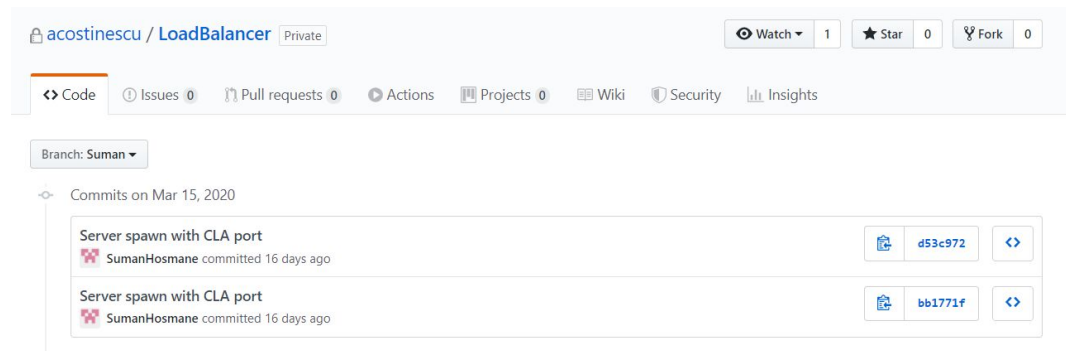 acostinescu / LoadBalancer Private Watch 1 Star 0 Fork 0
Code Issues 0 Pull requests 0 Actions Projects 0 Wiki Security Insights
Branch: Suman
Commits on Mar 15, 2020
Server spawn with CLA port
SumanHosmane committed 16 days ago
d53c972
Server spawn with CLA port
SumanHosmane committed 16 days ago
bb1771f